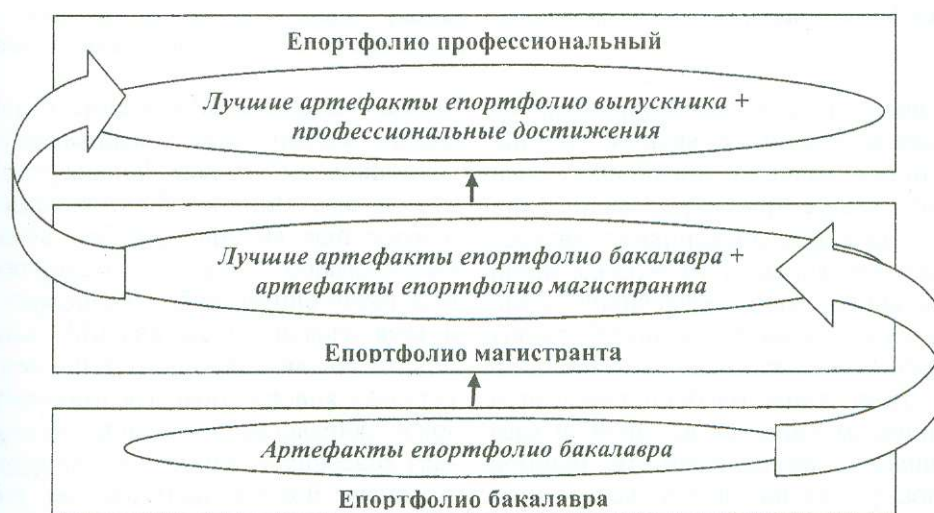 Епортфолио профессиональный
Лучшие артефакты епортфолио выпускника +
профессиональные достижения
Лучшие артефакты епортфолио бакалавра +
артефакты епортфолио магистранта
Епортфолио магистранта
Артефакты епортфолио бакалавра
Епортфолио бакалавра